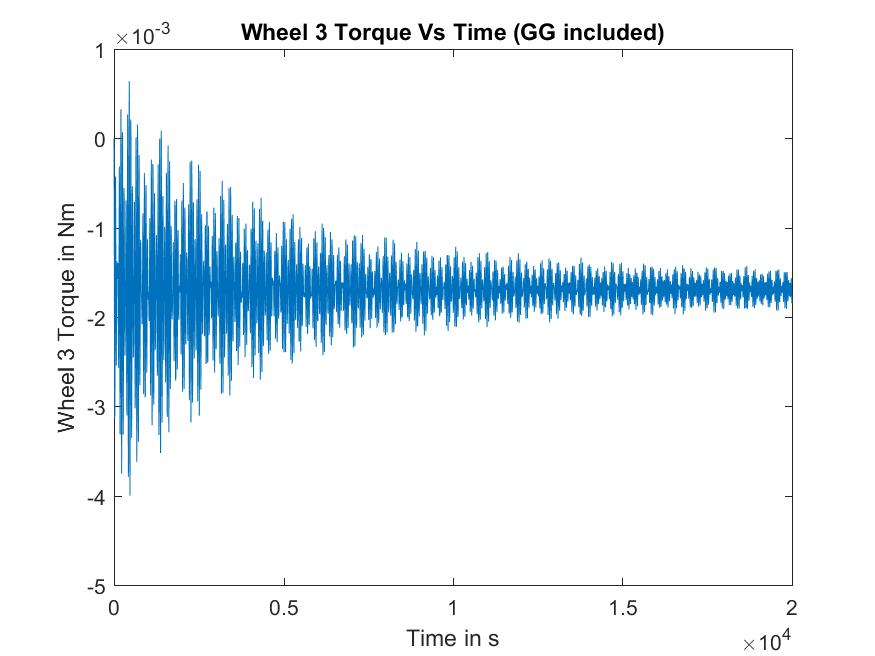 Wheel 3 Torque Vs Time (GG included)
×10-3
1
0
-1
-2
-3
-4
-5
Wheel 3 Torque in Nm
0 0.5 1 1.5 2
Time in s
×104